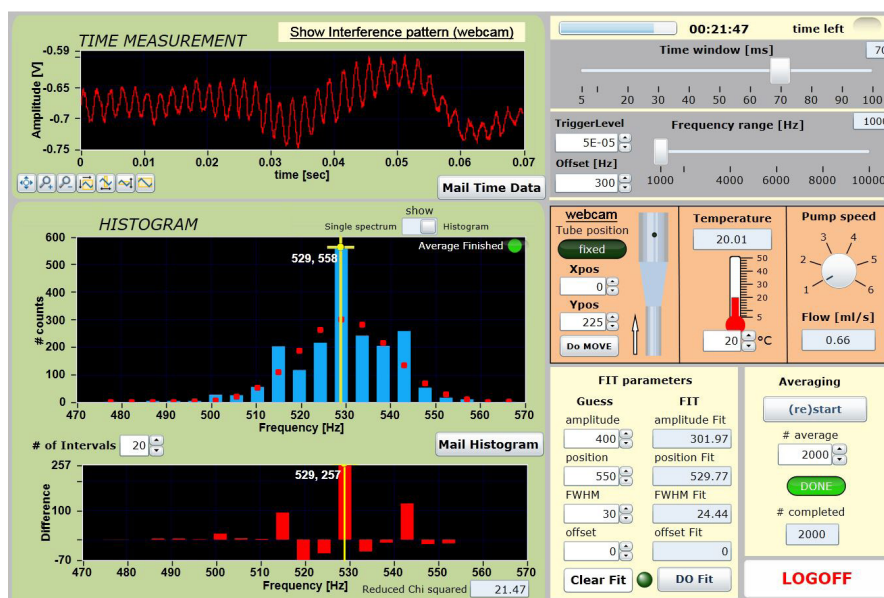 TIME MEASUREMENT
Show Interference pattern (webcam)
-0.59
-0.65
-0.7
-0.75
Amplitude [V]
0 0.01 0.02 0.03 0.04 0.05 0.06 0.07
time [sec]
Mail Time Data
HISTOGRAM
show
Single spectrum Histogram
Average Finished
529, 558
600
500
400
300
200
100
0
# counts
470 480 490 500 510 520 530 540 550 560 570
Frequency [Hz]
# of Intervals 20
Mail Histogram
529, 257
257
100
-70
Difference
470 480 490 500 510 520 529 540 550 560 570
Frequency [Hz]
Reduced Chi squared 21.47
00:21:47 time left
Time window [ms] 70
5 10 20 30 40 50 60 70 80 90 100
TriggerLevel
5E-05
Offset [Hz]
300
Frequency range [Hz] 1000
1000 4000 6000 8000 10000
webcam
Tube position
fixed
Xpos
0
Ypos
225
Do MOVE
Temperature
20.01
50
40
30
20
5
20 °C
Pump speed
1 2 3 4 5 6
Flow [ml/s]
0.66
FIT parameters
Guess FIT
amplitude amplitude Fit
400 301.97
position position Fit
550 529.77
FWHM FWHM Fit
30 24.44
offset offset Fit
0 0
Clear Fit DO Fit
Averaging
(re)start
# average
2000
DONE
# completed
2000
LOGOFF